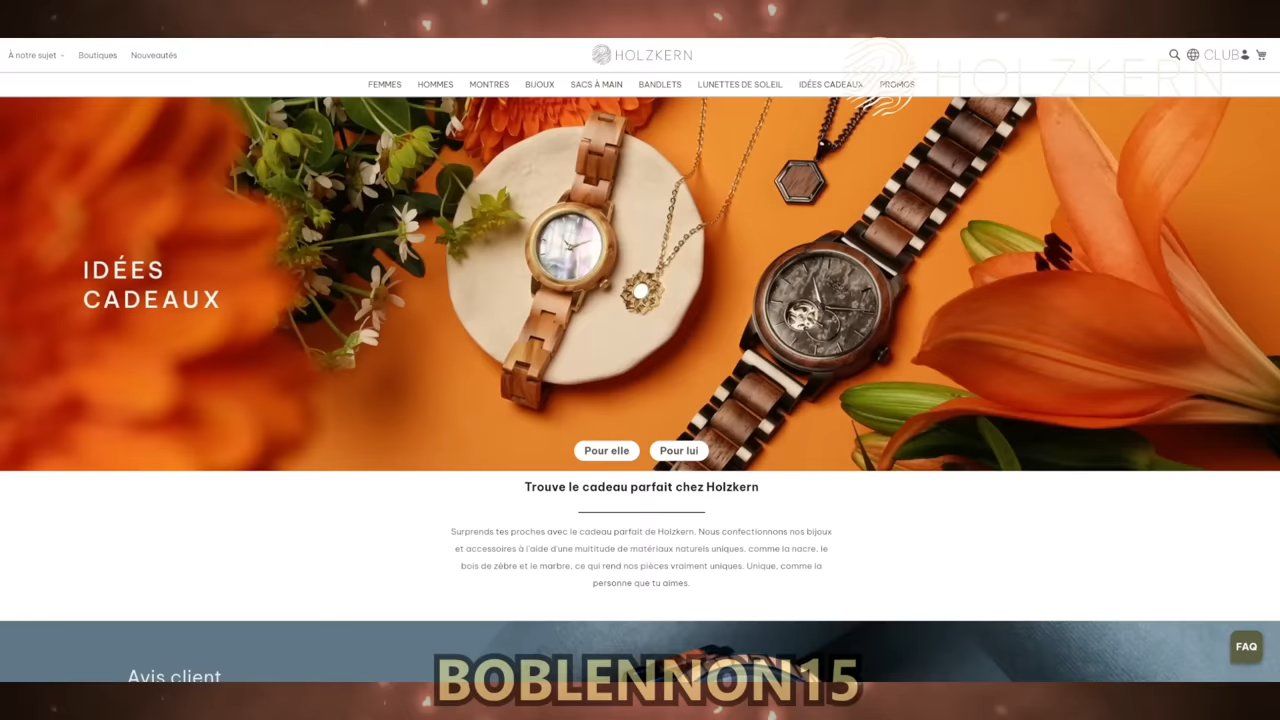 À notre sujet
Boutiques
Nouveautés
HOLZKERN
CLUB
HOLZKERN
FEMMES
HOMMES
MONTRES
BIJOUX
SACS À MAIN
BANDLETS
LUNETTES DE SOLEIL
IDÉES CADEAUX
PROMOS
IDÉES
CADEAUX
Pour elle
Pour lui
Trouve le cadeau parfait chez Holzkern
Surprends tes proches avec le cadeau parfait de Holzkern. Nous confectionnons nos bijoux
et accessoires à l'aide d'une multitude de matériaux naturels uniques, comme la nacre, le
bois de zèbre et le marbre, ce qui rend nos pièces vraiment uniques. Unique, comme la
personne que tu aimes.
FAQ
Avis client
BOBLENNON15